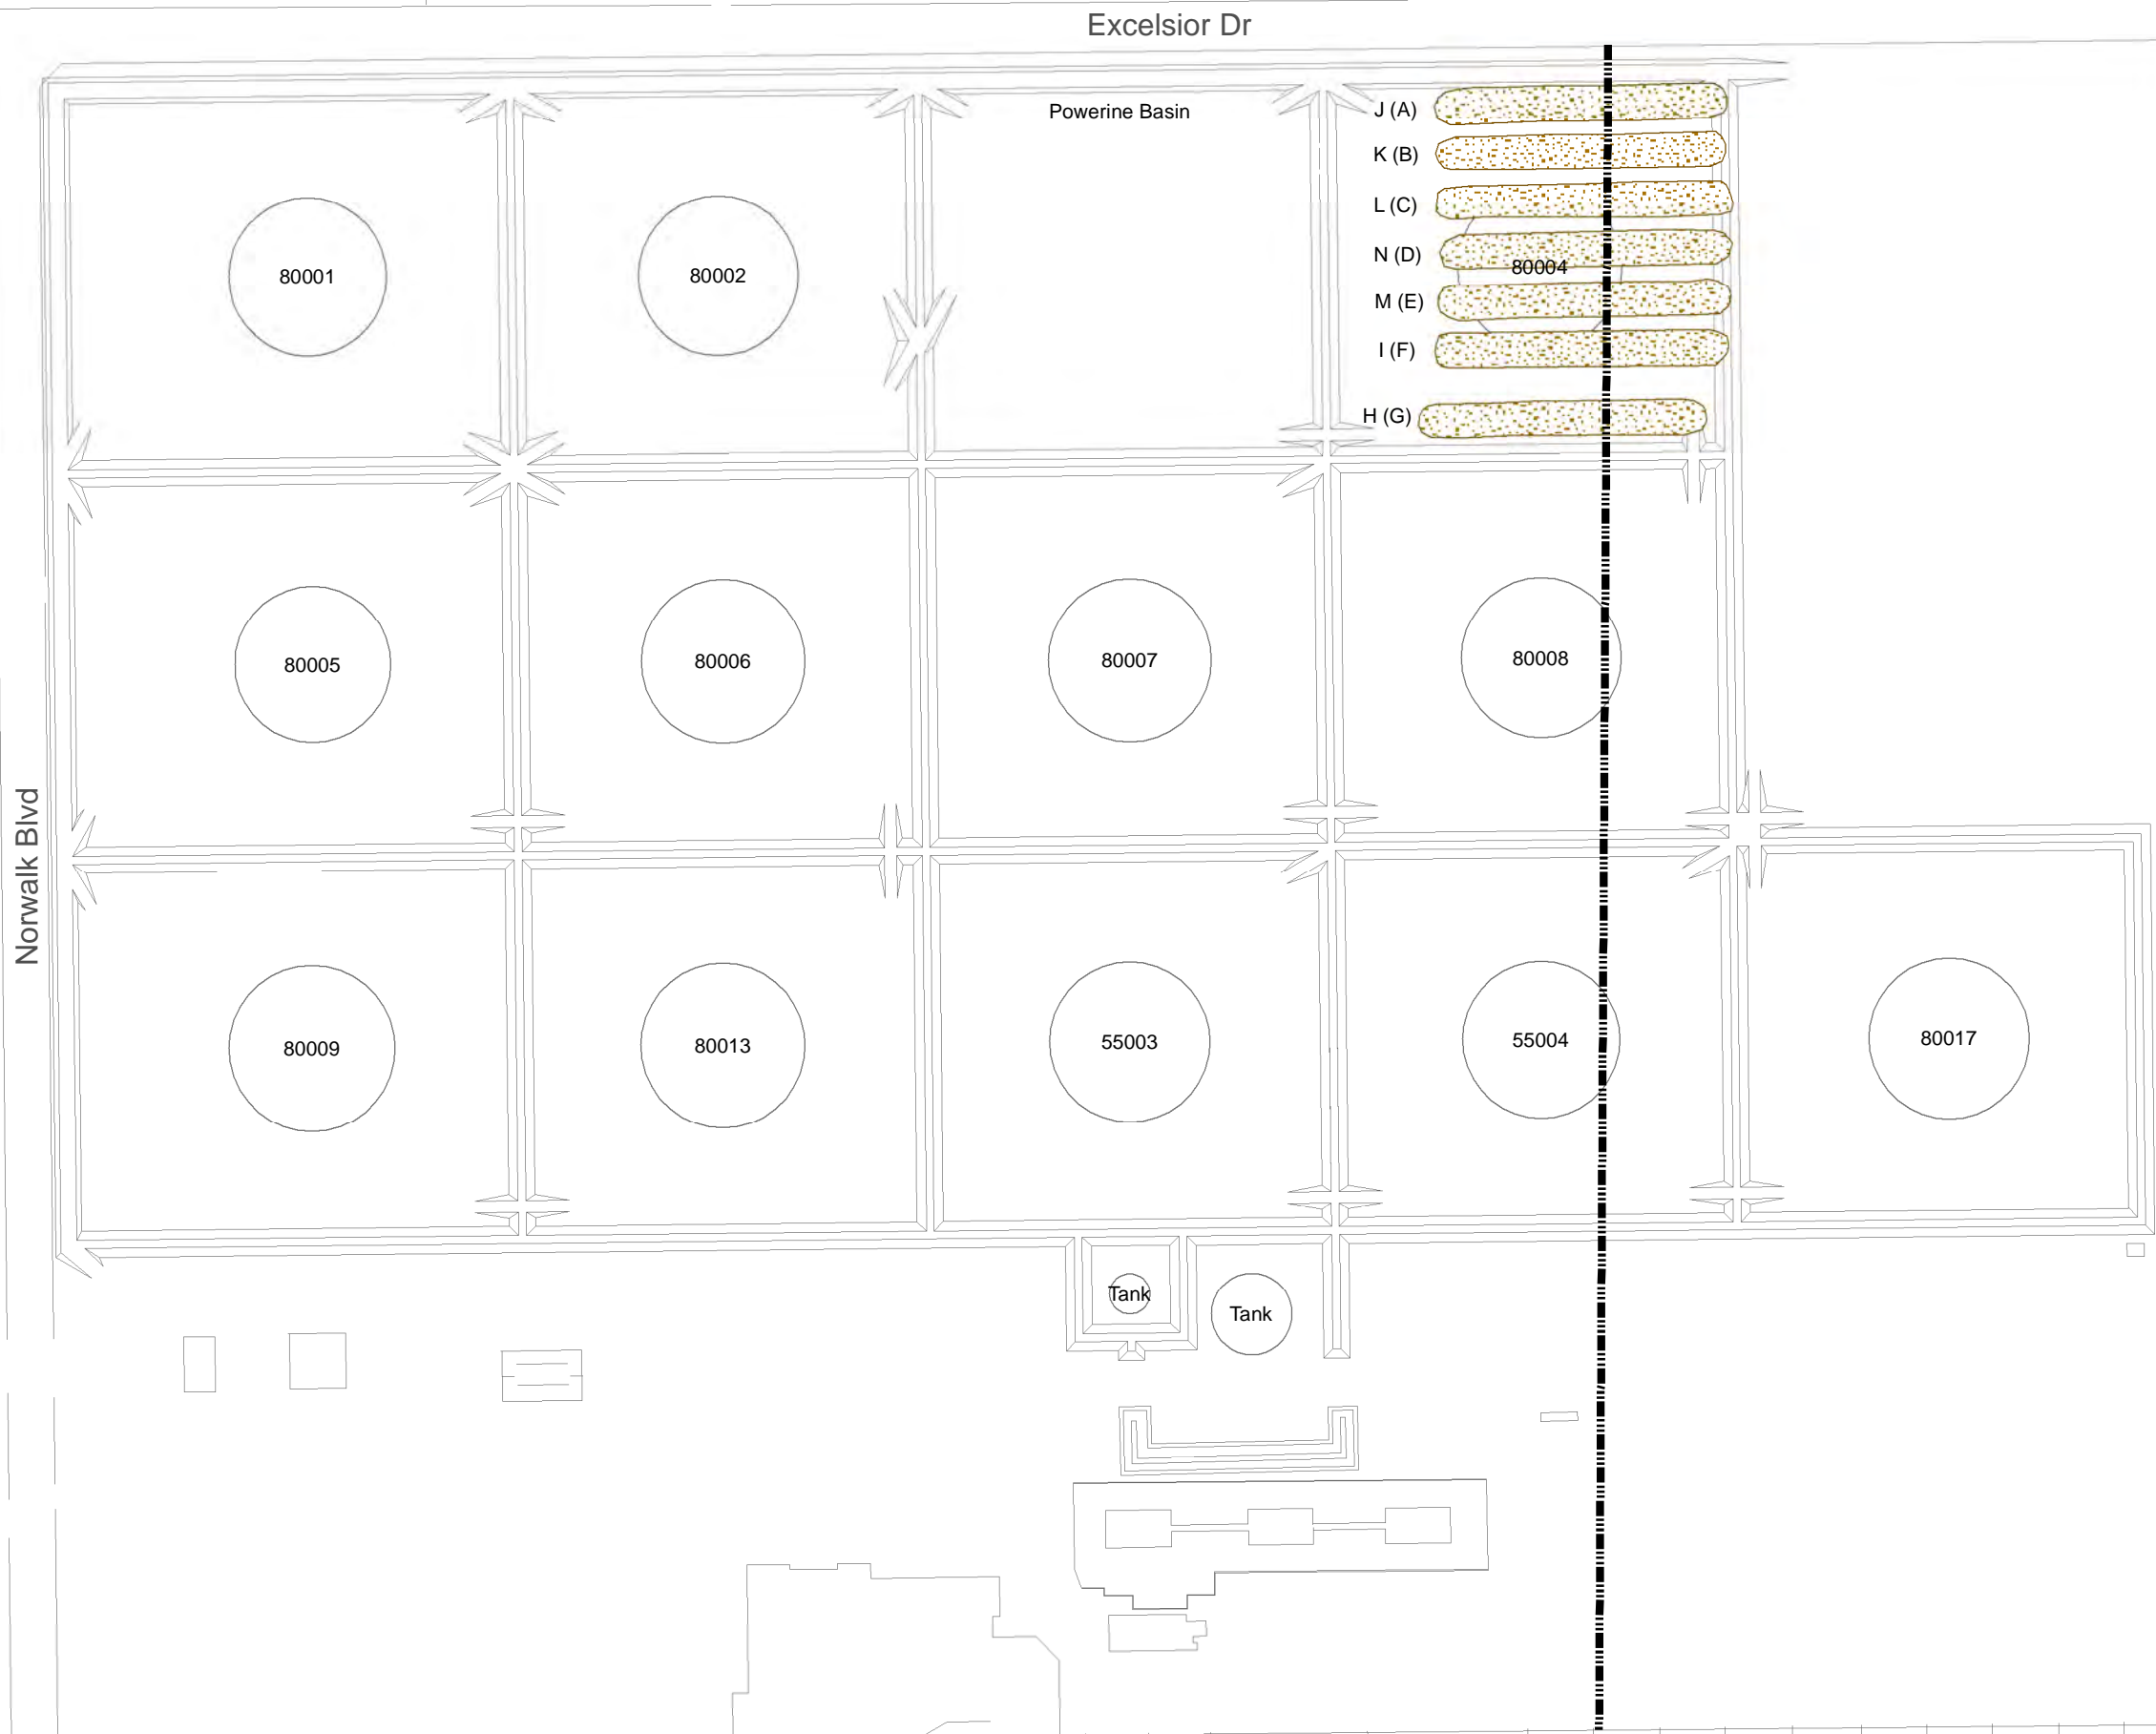 Excelsior Dr
Powerine Basin
J (A)
K (B)
L (C)
N (D)
80004
M (E)
I (F)
H (G)
80001
80002
80005
80006
80007
80008
Norwalk Blvd
80009
80013
55003
55004
80017
Tank
Tank